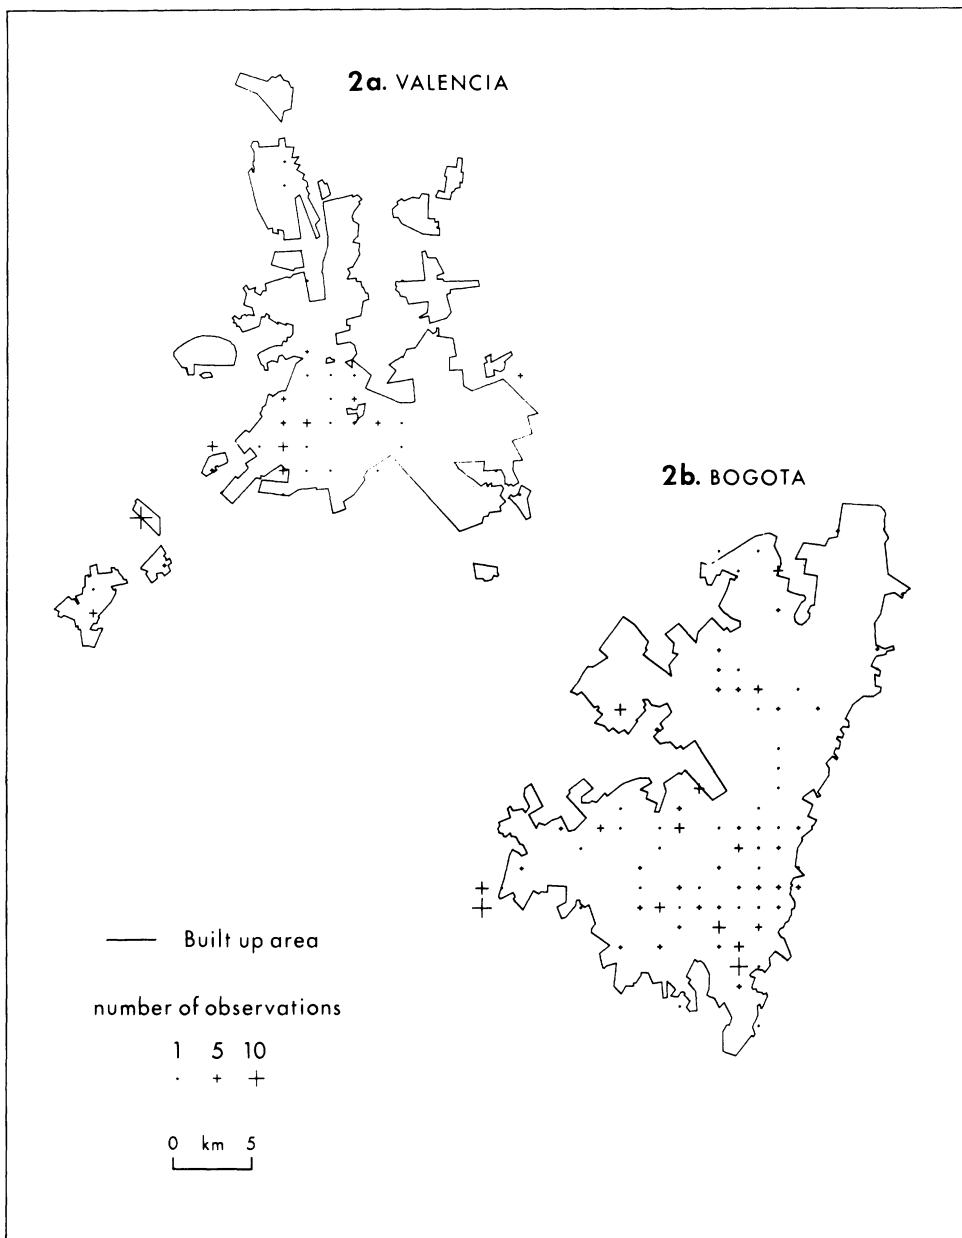 2a. VALENCIA
2b. BOGOTA
Built up area
number of observations
1 5 10
0 km 5